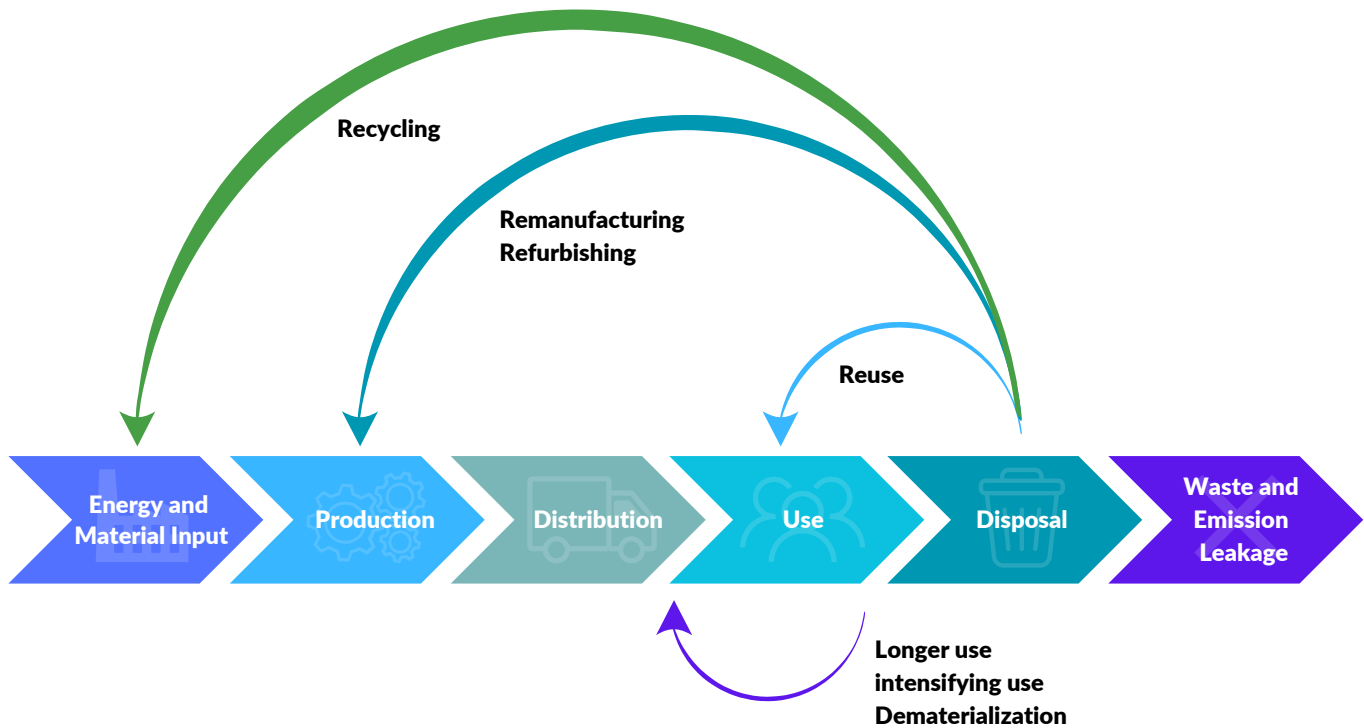 Recycling
Remanufacturing
Refurbishing
Reuse
Energy and
Material Input
Production
Distribution
Use
Disposal
Waste and
Emission
Leakage
Longer use
intensifying use
Dematerialization